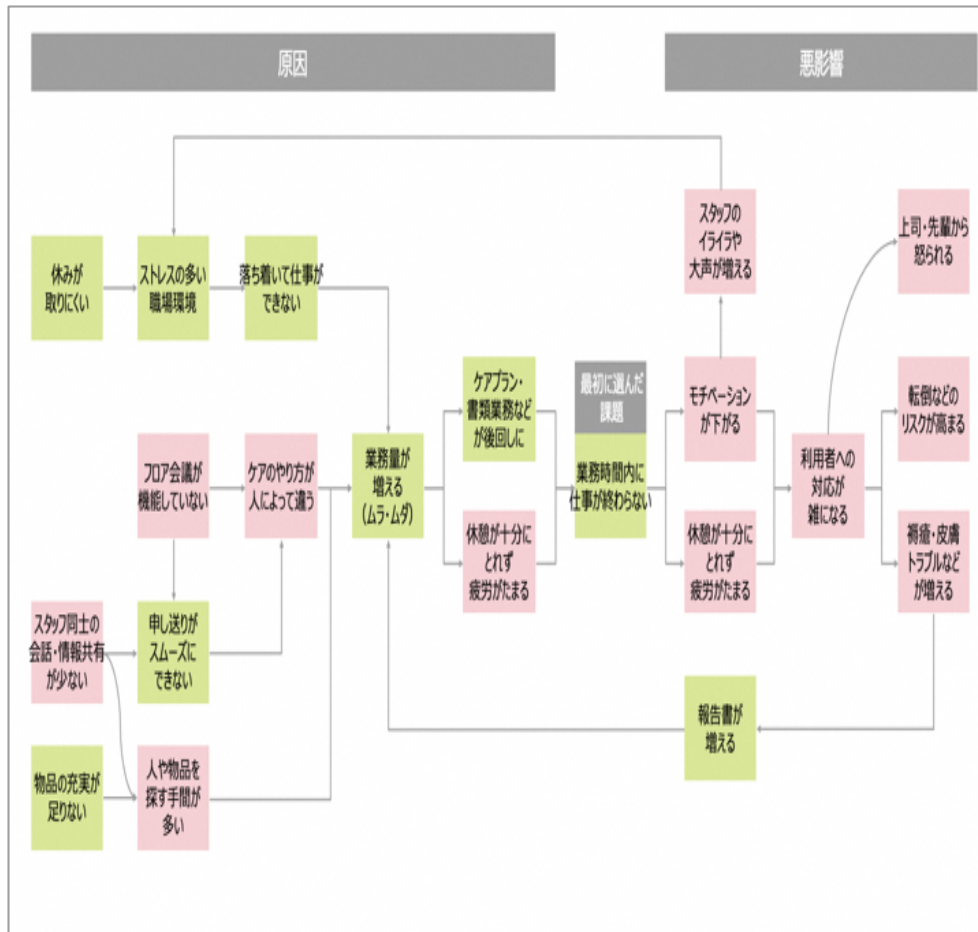 原因
悪影響
スタッフの
イライラや
大声が増える
上司・先輩から
怒られる
休みが
取りにくい
ストレスの多い
職場環境
落ち着いて仕事が
できない
ケアプラン・
書類業務など
が後回しに
最初に選んだ
課題
業務時間内に
仕事が終わらない
モチベーション
が下がる
転倒などの
リスクが高まる
フロア会議が
機能していない
ケアのやり方が
人によって違う
業務量が
増える
(ムラ・ムダ)
利用者への
対応が
雑になる
休憩が十分に
とれず
疲労がたまる
休憩が十分に
とれず
疲労がたまる
褥瘡・皮膚
トラブルなど
が増える
スタッフ同士の
会話・情報共有
が少ない
申し送りが
スムーズに
できない
報告書が
増える
物品の充実が
足りない
人や物品を
探す手間が
多い